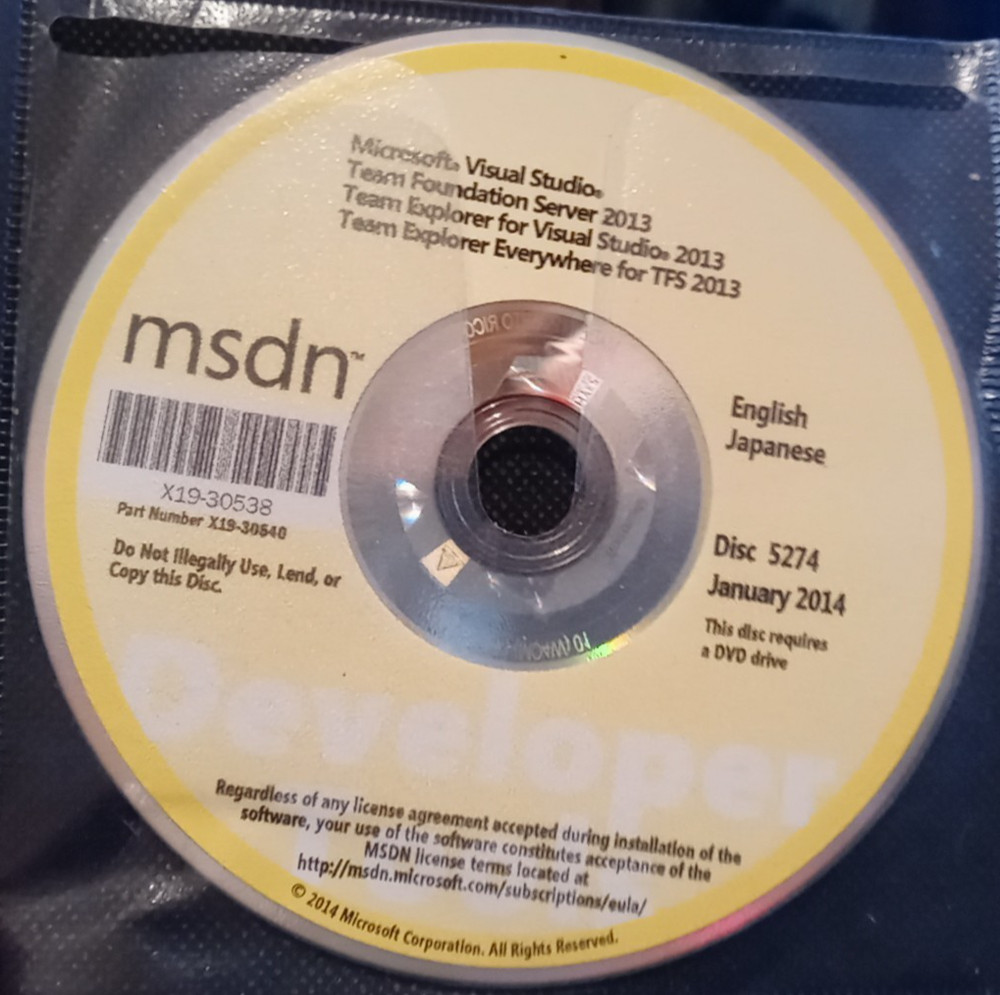 Microsoft® Visual Studio®
Team Foundation Server 2013
Team Explorer for Visual Studio® 2013
Team Explorer Everywhere for TFS 2013
msdn™
X19-30538
Part Number X19-30540
Do Not Illegally Use, Lend, or
Copy this Disc.
English
Japanese
Disc 5274
January 2014
This disc requires
a DVD drive
Developer
Regardless of any license agreement accepted during installation of the
software, your use of the software constitutes acceptance of the
MSDN license terms located at
http://msdn.microsoft.com/subscriptions/eula/
© 2014 Microsoft Corporation. All Rights Reserved.